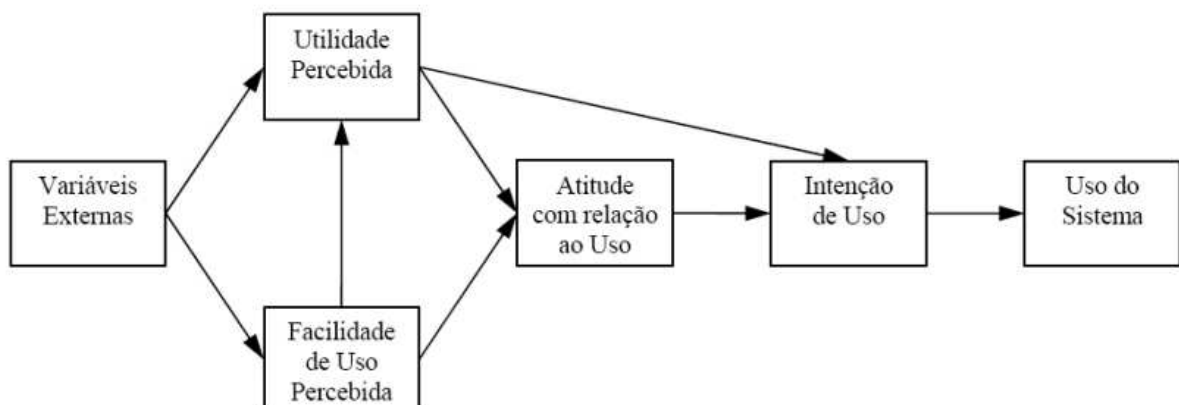 Utilidade
Percebida
Variáveis
Externas
Atitude
com relação
ao Uso
Intenção
de Uso
Uso do
Sistema
Facilidade
de Uso
Percebida